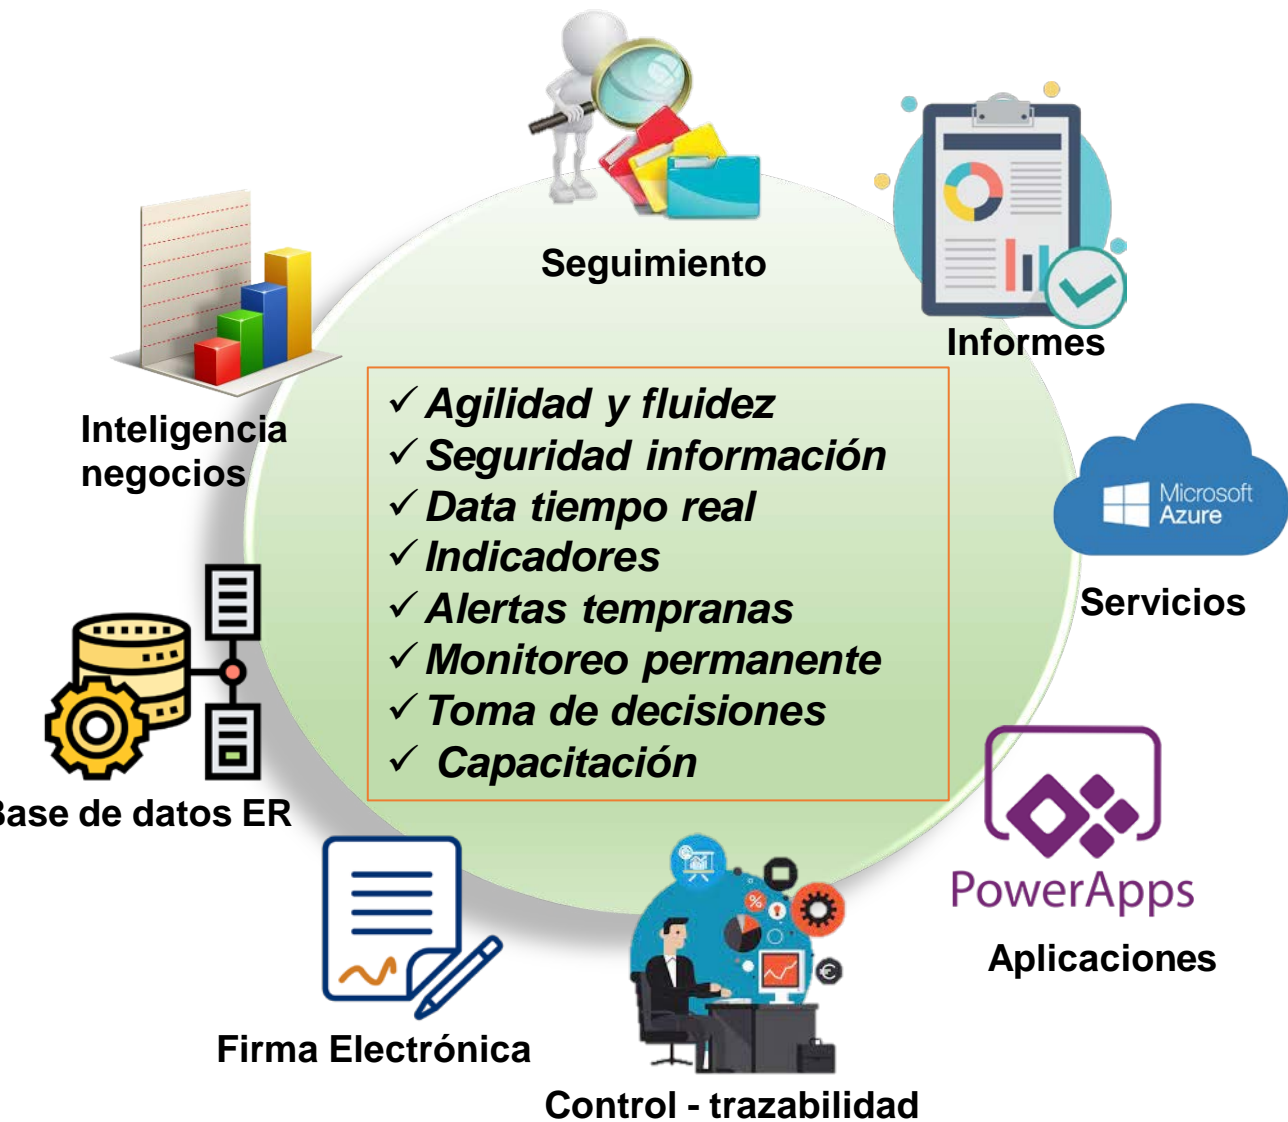 Seguimiento
Informes
Inteligencia
negocios
✓ Agilidad y fluidez
✓ Seguridad información
✓ Data tiempo real
✓ Indicadores
✓ Alertas tempranas
✓ Monitoreo permanente
✓ Toma de decisiones
✓ Capacitación
Microsoft
Azure
Servicios
Base de datos ER
PowerApps
Aplicaciones
Firma Electrónica
%
€
Control - trazabilidad